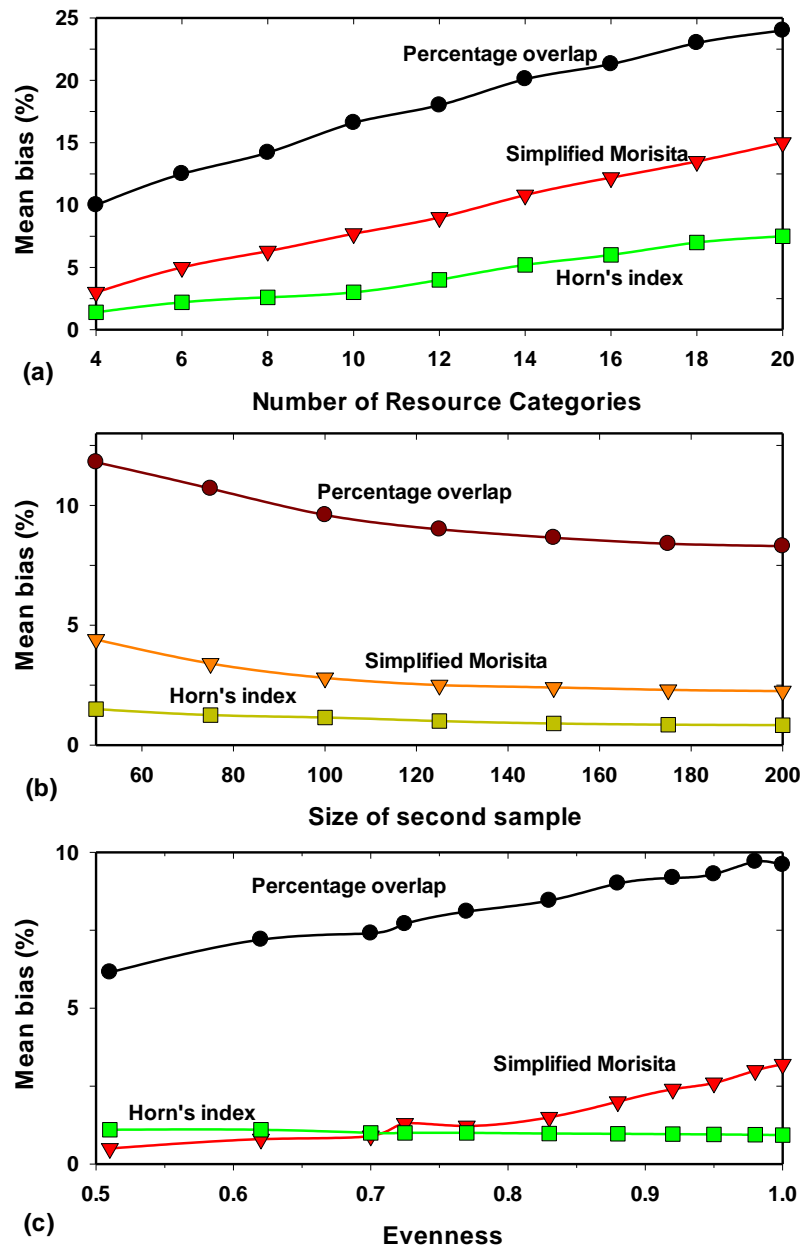 25
20
15
10
5
0
Mean bias (%)
Percentage overlap
Simplified Morisita
Horn's index
4 6 8 10 12 14 16 18 20
(a)
Number of Resource Categories
10
5
0
Mean bias (%)
Percentage overlap
Simplified Morisita
Horn's index
60 80 100 120 140 160 180 200
(b)
Size of second sample
10
5
0
Mean bias (%)
Percentage overlap
Simplified Morisita
Horn's index
0.5 0.6 0.7 0.8 0.9 1.0
(c)
Evenness